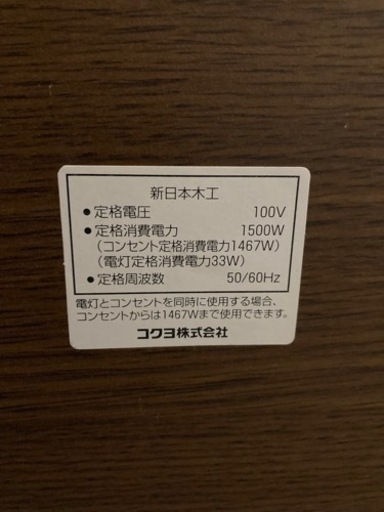 新日本木工
● 定格電圧 100V
● 定格消費電力 1500W
(コンセント定格消費電力1467W)
(電灯定格消費電力33W)
● 定格周波数 50/60Hz
電灯とコンセントを同時に使用する場合、
コンセントからは1467Wまで使用できます。
コクヨ株式会社